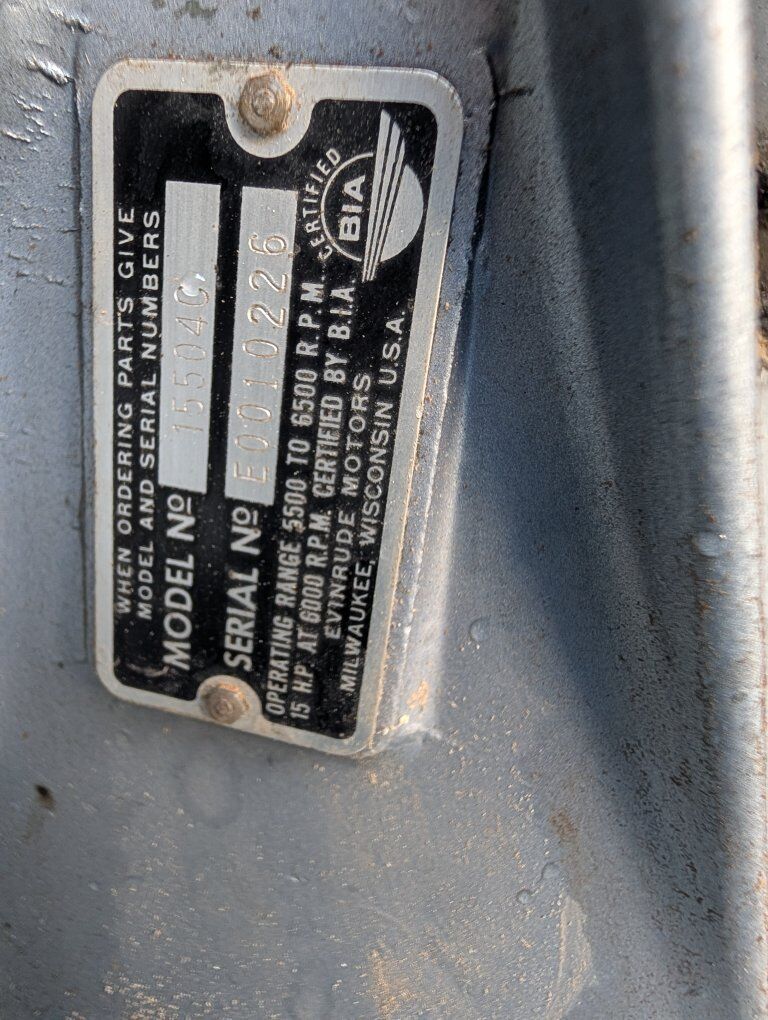 WHEN ORDERING PARTS GIVE
MODEL AND SERIAL NUMBERS
MODEL Nº 15504C
SERIAL Nº E0010226
OPERATING RANGE 5500 TO 6500 R.P.M.
15 H.P. AT 6000 R.P.M. CERTIFIED BY B.I.A.
EVINRUDE MOTORS
MILWAUKEE, WISCONSIN U.S.A.
CERTIFIED
BIA